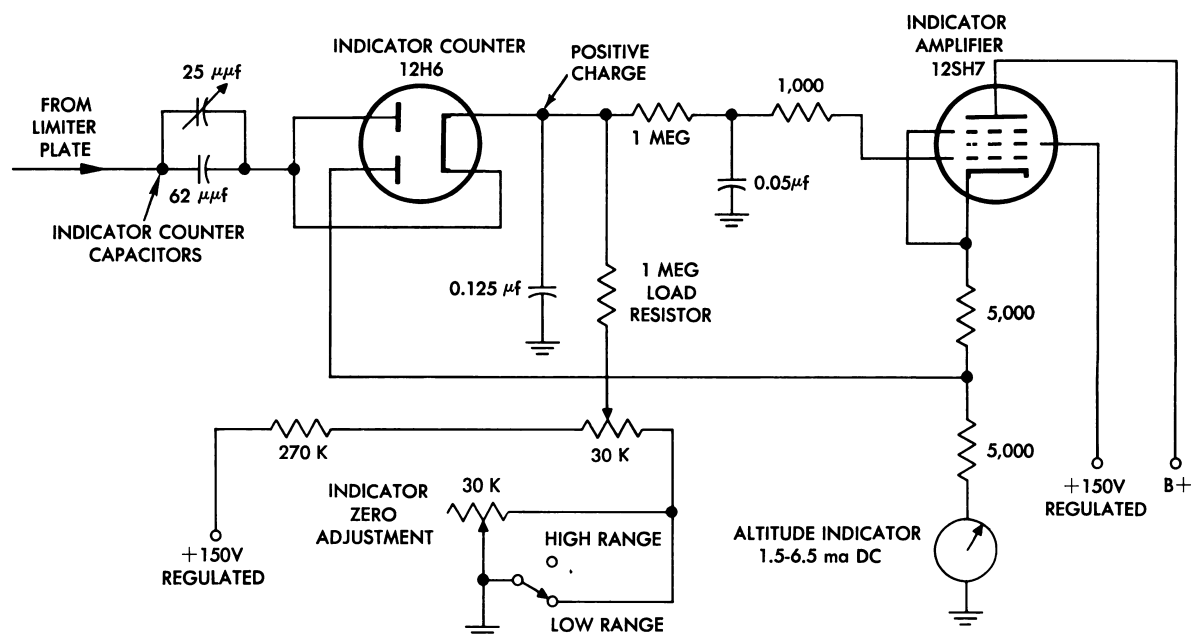 INDICATOR COUNTER
12H6
25 μμf
FROM
LIMITER
PLATE
62 μμf
INDICATOR COUNTER
CAPACITORS
POSITIVE
CHARGE
1 MEG
1,000
0.05μf
INDICATOR
AMPLIFIER
12SH7
0.125 μf
1 MEG
LOAD
RESISTOR
5,000
5,000
270 K
30 K
+150V
REGULATED
INDICATOR
ZERO
ADJUSTMENT
30 K
HIGH RANGE
LOW RANGE
ALTITUDE INDICATOR
1.5-6.5 ma DC
+150V
REGULATED
B+